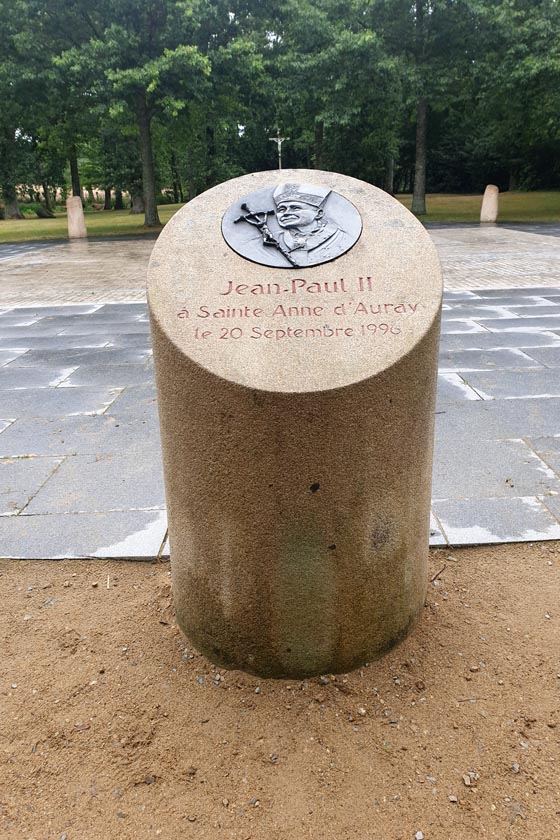 Jean-Paul II
à Sainte Anne d'Auray
le 20 Septembre 1996